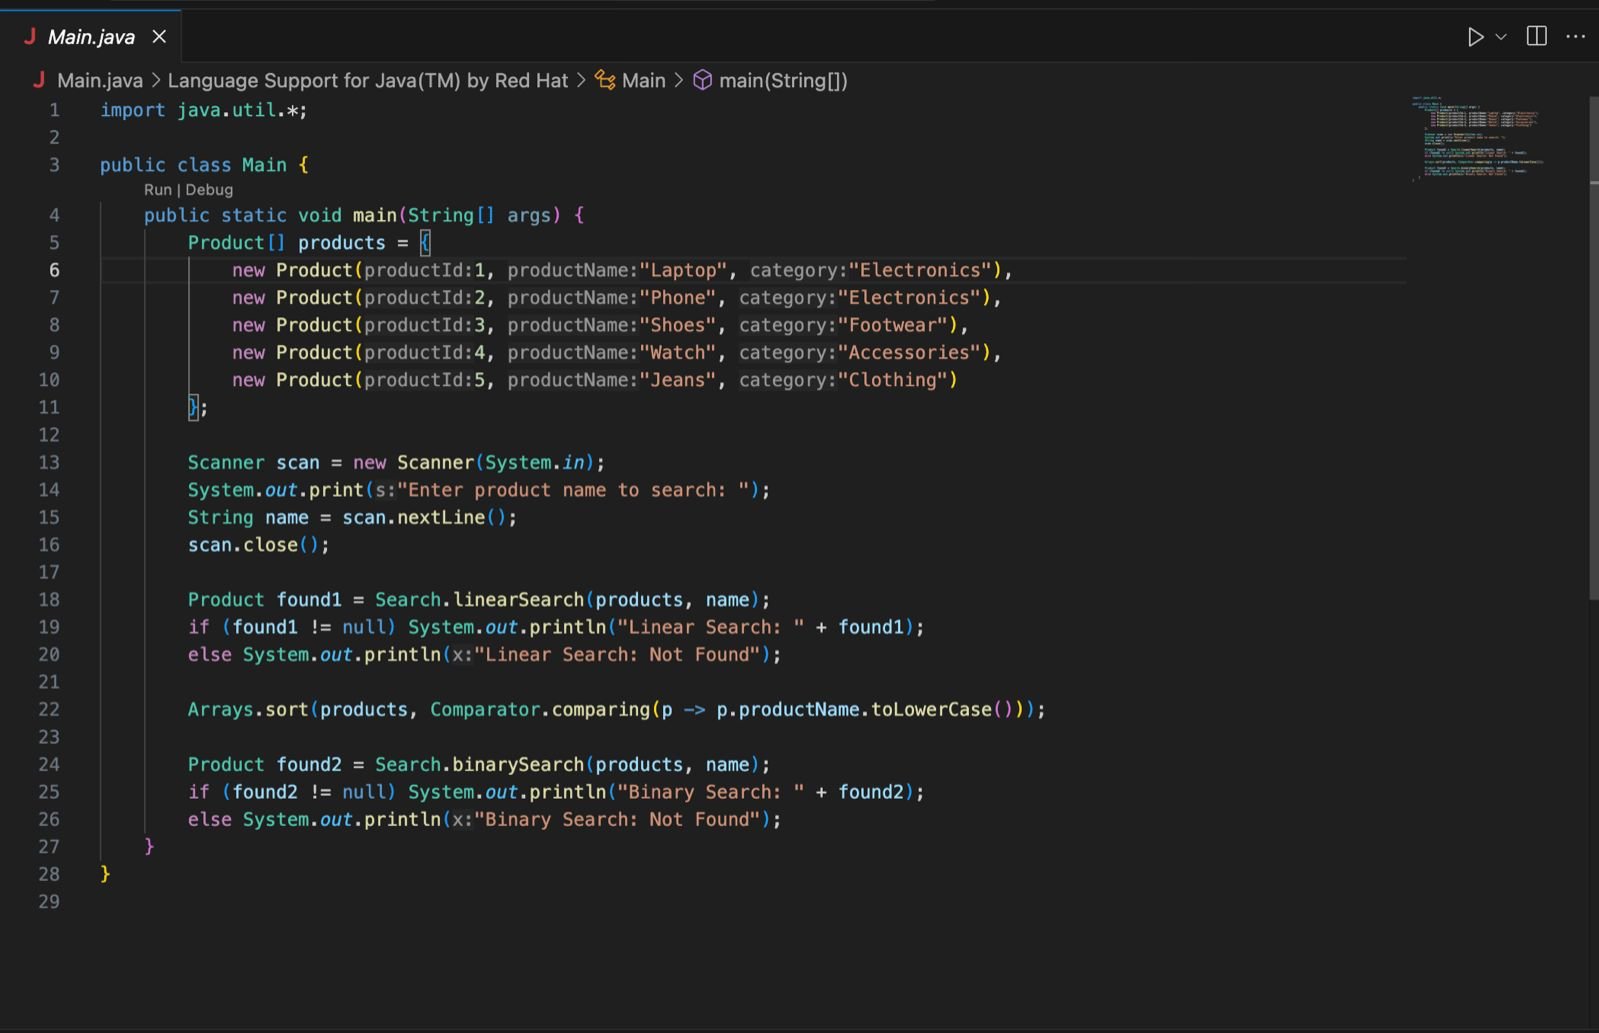 Main.java
Main.java > Language Support for Java(TM) by Red Hat > Main > main(String[])
1 import java.util.*;
2
3 public class Main {
Run | Debug
4 public static void main(String[] args) {
5 Product[] products = {
6 new Product(productId:1, productName:"Laptop", category:"Electronics"),
7 new Product(productId:2, productName:"Phone", category:"Electronics"),
8 new Product(productId:3, productName:"Shoes", category:"Footwear"),
9 new Product(productId:4, productName:"Watch", category:"Accessories"),
10 new Product(productId:5, productName:"Jeans", category:"Clothing")
11 };
12
13 Scanner scan = new Scanner(System.in);
14 System.out.print(s:"Enter product name to search: ");
15 String name = scan.nextLine();
16 scan.close();
17
18 Product found1 = Search.linearSearch(products, name);
19 if (found1 != null) System.out.println("Linear Search: " + found1);
20 else System.out.println(x:"Linear Search: Not Found");
21
22 Arrays.sort(products, Comparator.comparing(p -> p.productName.toLowerCase()));
23
24 Product found2 = Search.binarySearch(products, name);
25 if (found2 != null) System.out.println("Binary Search: " + found2);
26 else System.out.println(x:"Binary Search: Not Found");
27 }
28 }
29